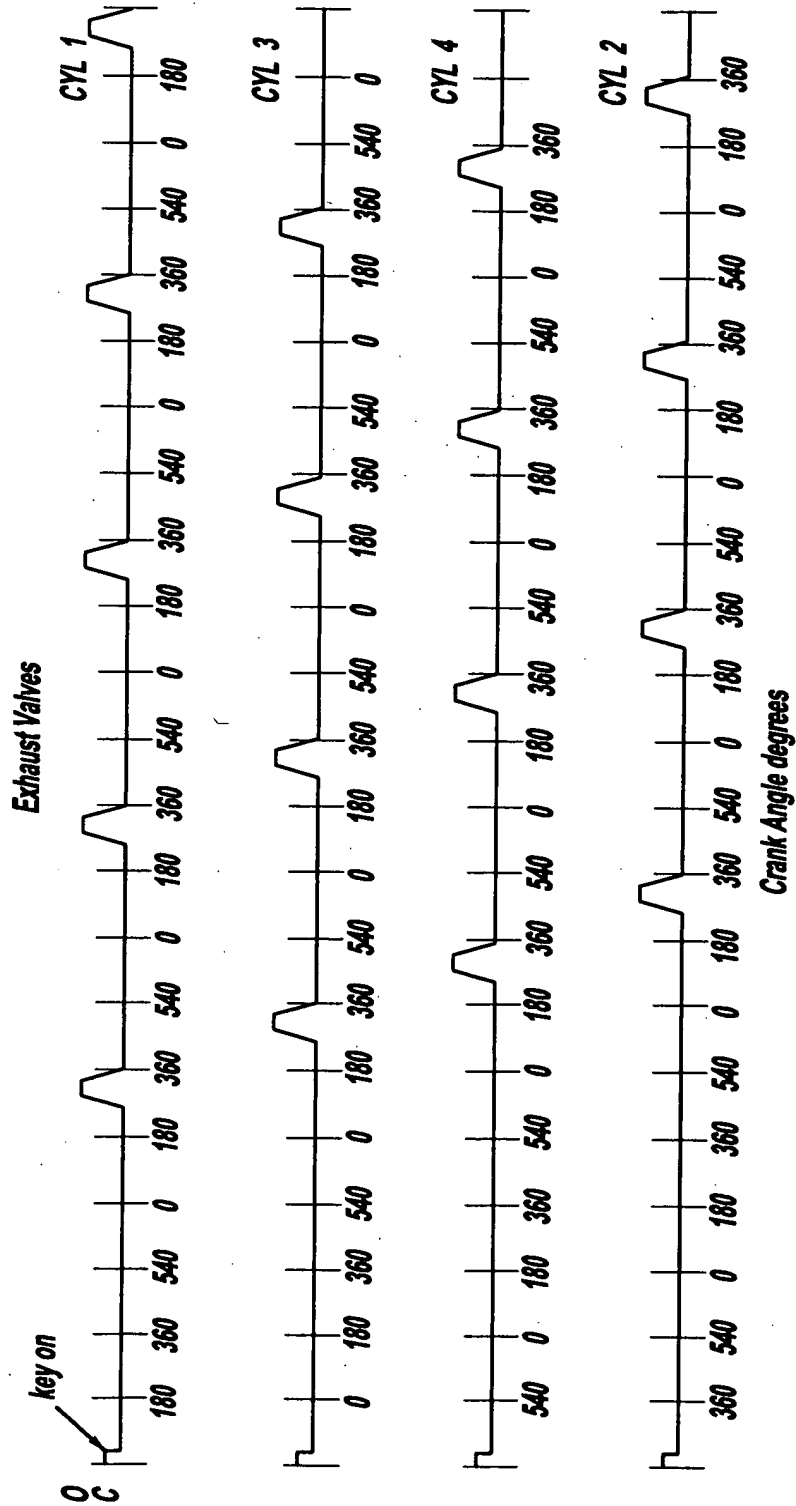 Exhaust Valves
key on
O
C
CYL 1
180 360 540 0 180 360 540 0 180 360 540 0 180 360 540 0 180 360 540 0 180
CYL 3
0 180 360 540 0 180 360 540 0 180 360 540 0 180 360 540 0 180 360 540 0
CYL 4
540 0 180 360 540 0 180 360 540 0 180 360 540 0 180 360 540 0 180 360
CYL 2
360 540 0 180 360 540 0 180 360 540 0 180 360 540 0 180 360 540 0 180 360
Crank Angle degrees